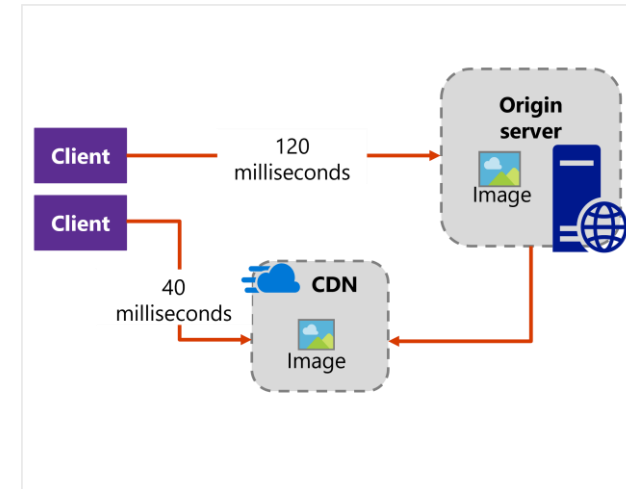 Origin
server
Client
120
milliseconds
Image
Client
40
milliseconds
CDN
Image